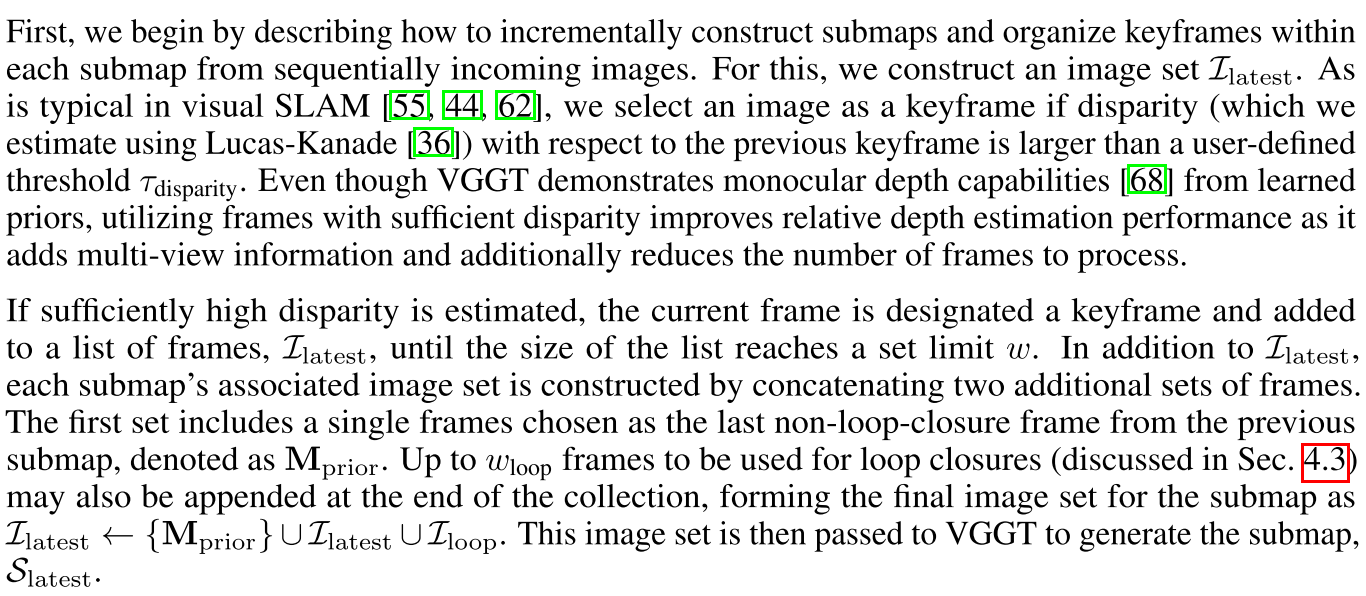 First, we begin by describing how to incrementally construct submaps and organize keyframes within
each submap from sequentially incoming images. For this, we construct an image set $\mathcal{I}_{\text{latest}}$. As
is typical in visual SLAM [55, 44, 62], we select an image as a keyframe if disparity (which we
estimate using Lucas-Kanade [36]) with respect to the previous keyframe is larger than a user-defined
threshold $\tau_{\text{disparity}}$. Even though VGGT demonstrates monocular depth capabilities [68] from learned
priors, utilizing frames with sufficient disparity improves relative depth estimation performance as it
adds multi-view information and additionally reduces the number of frames to process.
If sufficiently high disparity is estimated, the current frame is designated a keyframe and added
to a list of frames, $\mathcal{I}_{\text{latest}}$, until the size of the list reaches a set limit $w$. In addition to $\mathcal{I}_{\text{latest}}$,
each submap's associated image set is constructed by concatenating two additional sets of frames.
The first set includes a single frames chosen as the last non-loop-closure frame from the previous
submap, denoted as $\mathbf{M}_{\text{prior}}$. Up to $w_{\text{loop}}$ frames to be used for loop closures (discussed in Sec. 4.3)
may also be appended at the end of the collection, forming the final image set for the submap as
$\mathcal{I}_{\text{latest}} \leftarrow \{\mathbf{M}_{\text{prior}}\} \cup \mathcal{I}_{\text{latest}} \cup \mathcal{I}_{\text{loop}}$. This image set is then passed to VGGT to generate the submap,
$\mathcal{S}_{\text{latest}}$.